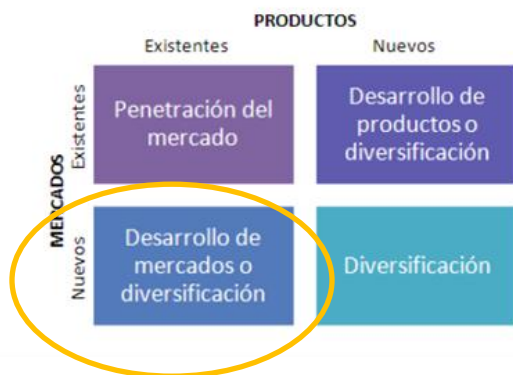 PRODUCTOS
Existentes
Nuevos
MERCADOS
Existentes
Penetración del
mercado
Desarrollo de
productos o
diversificación
Nuevos
Desarrollo de
mercados o
diversificación
Diversificación